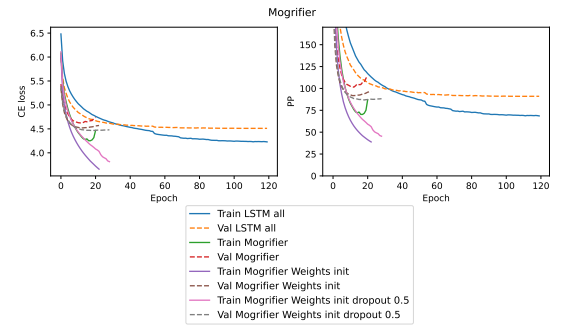 Mogrifier
6.5
6.0
5.5
5.0
4.5
4.0
CE loss
0 20 40 60 80 100 120
Epoch
150
125
100
75
50
25
0
PP
0 20 40 60 80 100 120
Epoch
Train LSTM all
Val LSTM all
Train Mogrifier
Val Mogrifier
Train Mogrifier Weights init
Val Mogrifier Weights init
Train Mogrifier Weights init dropout 0.5
Val Mogrifier Weights init dropout 0.5